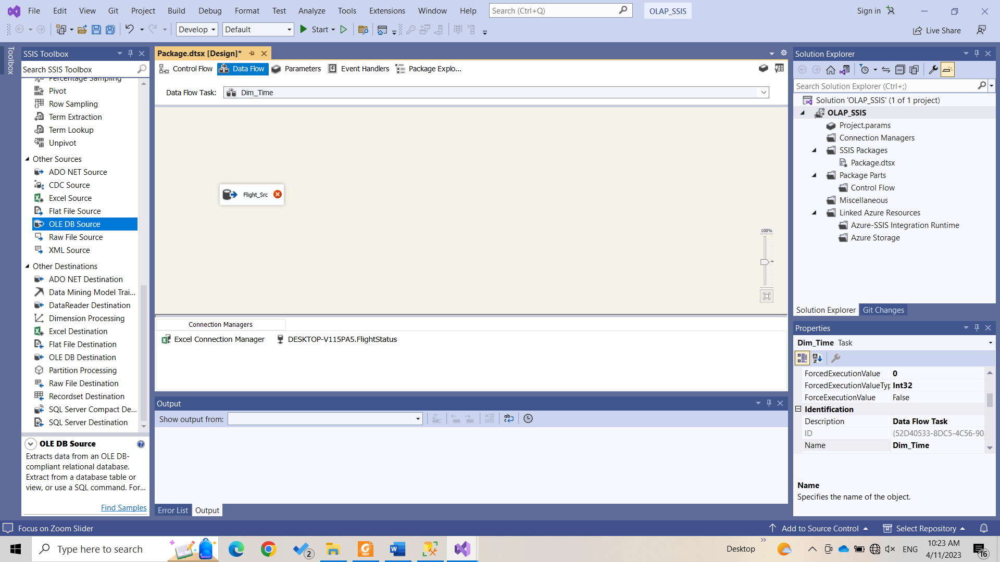 File Edit View Git Project Build Debug Format Test Analyze Tools Extensions Window Help Search (Ctrl+Q) OLAP_SSIS Sign in
Develop Default Start Live Share
Toolbox
SSIS Toolbox
Search SSIS Toolbox
Percentage Sampling
Pivot
Row Sampling
Term Extraction
Term Lookup
Unpivot
Other Sources
ADO NET Source
CDC Source
Excel Source
Flat File Source
OLE DB Source
Raw File Source
XML Source
Other Destinations
ADO NET Destination
Data Mining Model Trai...
DataReader Destination
Dimension Processing
Excel Destination
Flat File Destination
OLE DB Destination
Partition Processing
Raw File Destination
Recordset Destination
SQL Server Compact De...
SQL Server Destination
OLE DB Source
Extracts data from an OLE DB-
compliant relational database.
Extract from a database table or
view, or use a SQL command. For...
Find Samples
Package.dtsx [Design]*
Control Flow Data Flow Parameters Event Handlers Package Explo...
Data Flow Task: Dim_Time
Flight_Src
100%
Connection Managers
Excel Connection Manager DESKTOP-V115PA5.FlightStatus
Output
Show output from:
Error List Output
Solution Explorer
Search Solution Explorer (Ctrl+;)
Solution 'OLAP_SSIS' (1 of 1 project)
OLAP_SSIS
Project.params
Connection Managers
SSIS Packages
Package.dtsx
Package Parts
Control Flow
Miscellaneous
Linked Azure Resources
Azure-SSIS Integration Runtime
Azure Storage
Solution Explorer Git Changes
Properties
Dim_Time Task
ForcedExecutionValue 0
ForcedExecutionValueTyp Int32
ForceExecutionValue False
Identification
Description Data Flow Task
ID {52D40533-8DC5-4C56-90
Name Dim_Time
Name
Specifies the name of the object.
Focus on Zoom Slider Add to Source Control Select Repository
Type here to search 2 Desktop ENG 10:23 AM
4/11/2023 16